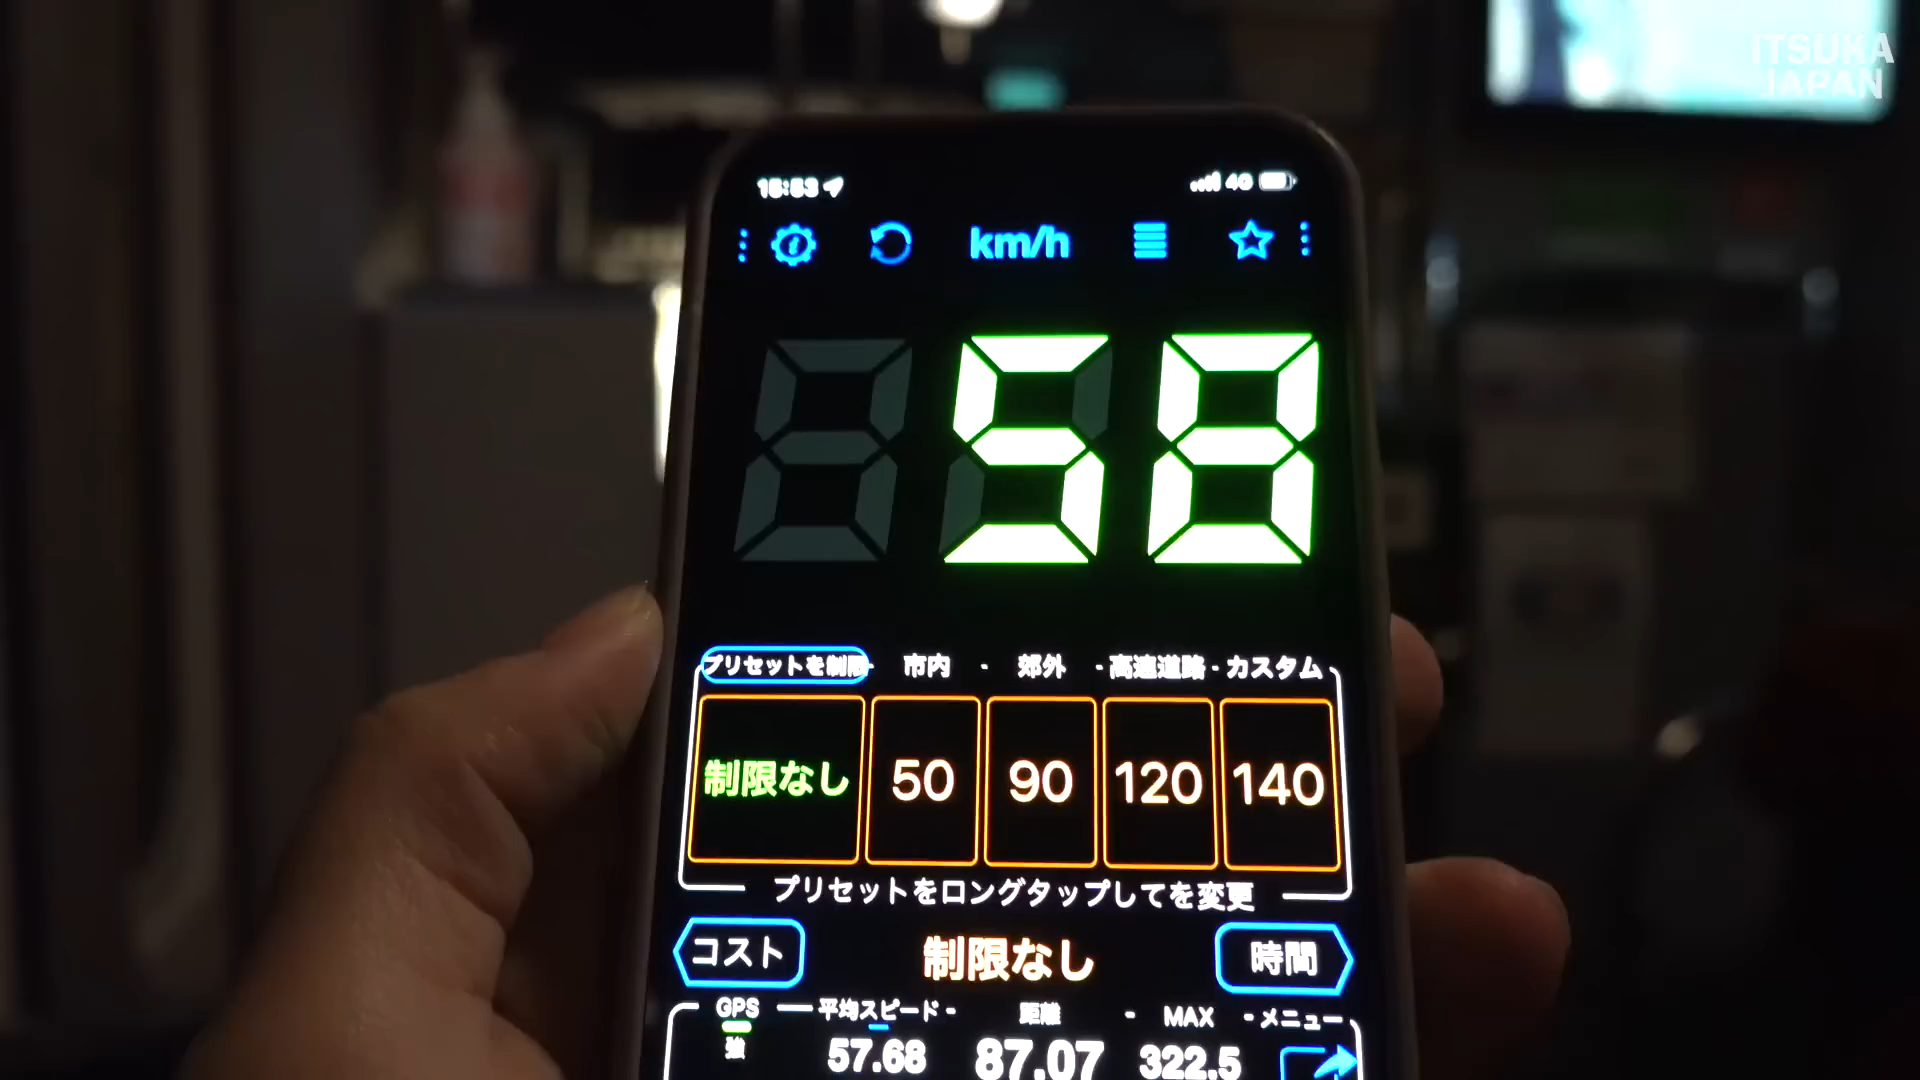 ITSUKA
JAPAN
4G
km/h
58
プリセットを制限 - 市内 - 郊外 - 高速道路 - カスタム
制限なし 50 90 120 140
プリセットをロングタップしてを変更
コスト 制限なし 時間
GPS 平均スピード - 距離 - MAX - メニュー
強 57.68 87.07 322.5